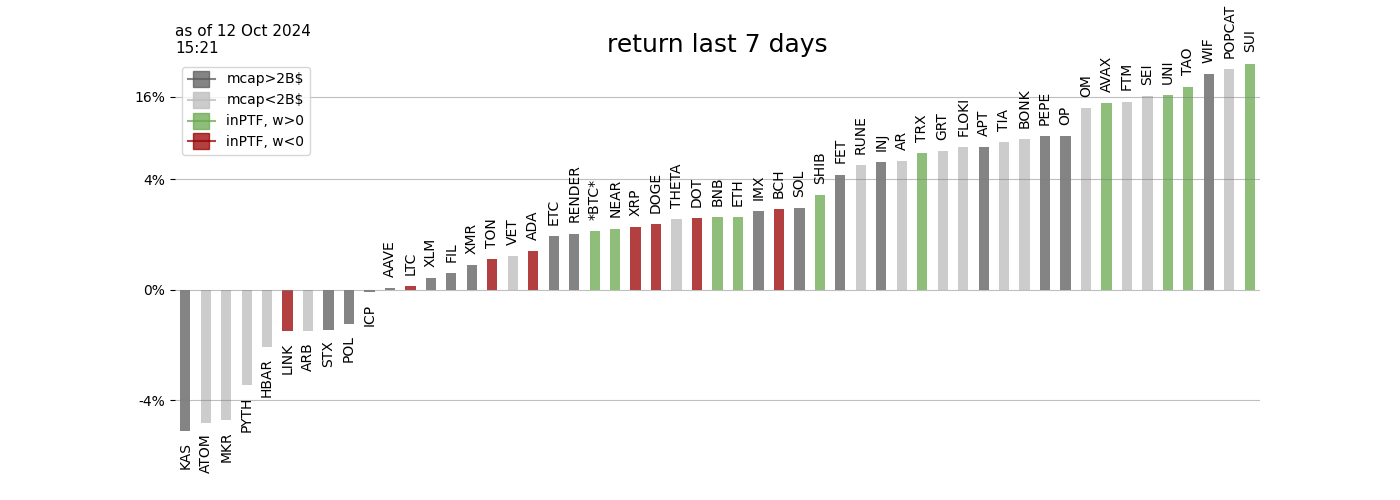 as of 12 Oct 2024
15:21
return last 7 days
mcap>2B$
mcap<2B$
inPTF, w>0
inPTF, w<0
16%
4%
0%
-4%
KAS
ATOM
MKR
PYTH
HBAR
LINK
ARB
STX
POL
ICP
AAVE
LTC
XLM
FIL
XMR
TON
VET
ADA
ETC
RENDER
*BTC*
NEAR
XRP
DOGE
THETA
DOT
BNB
ETH
IMX
BCH
SOL
SHIB
FET
RUNE
INJ
AR
TRX
GRT
FLOKI
APT
TIA
BONK
PEPE
OP
OM
AVAX
FTM
SEI
UNI
TAO
WIF
POPCAT
SUI